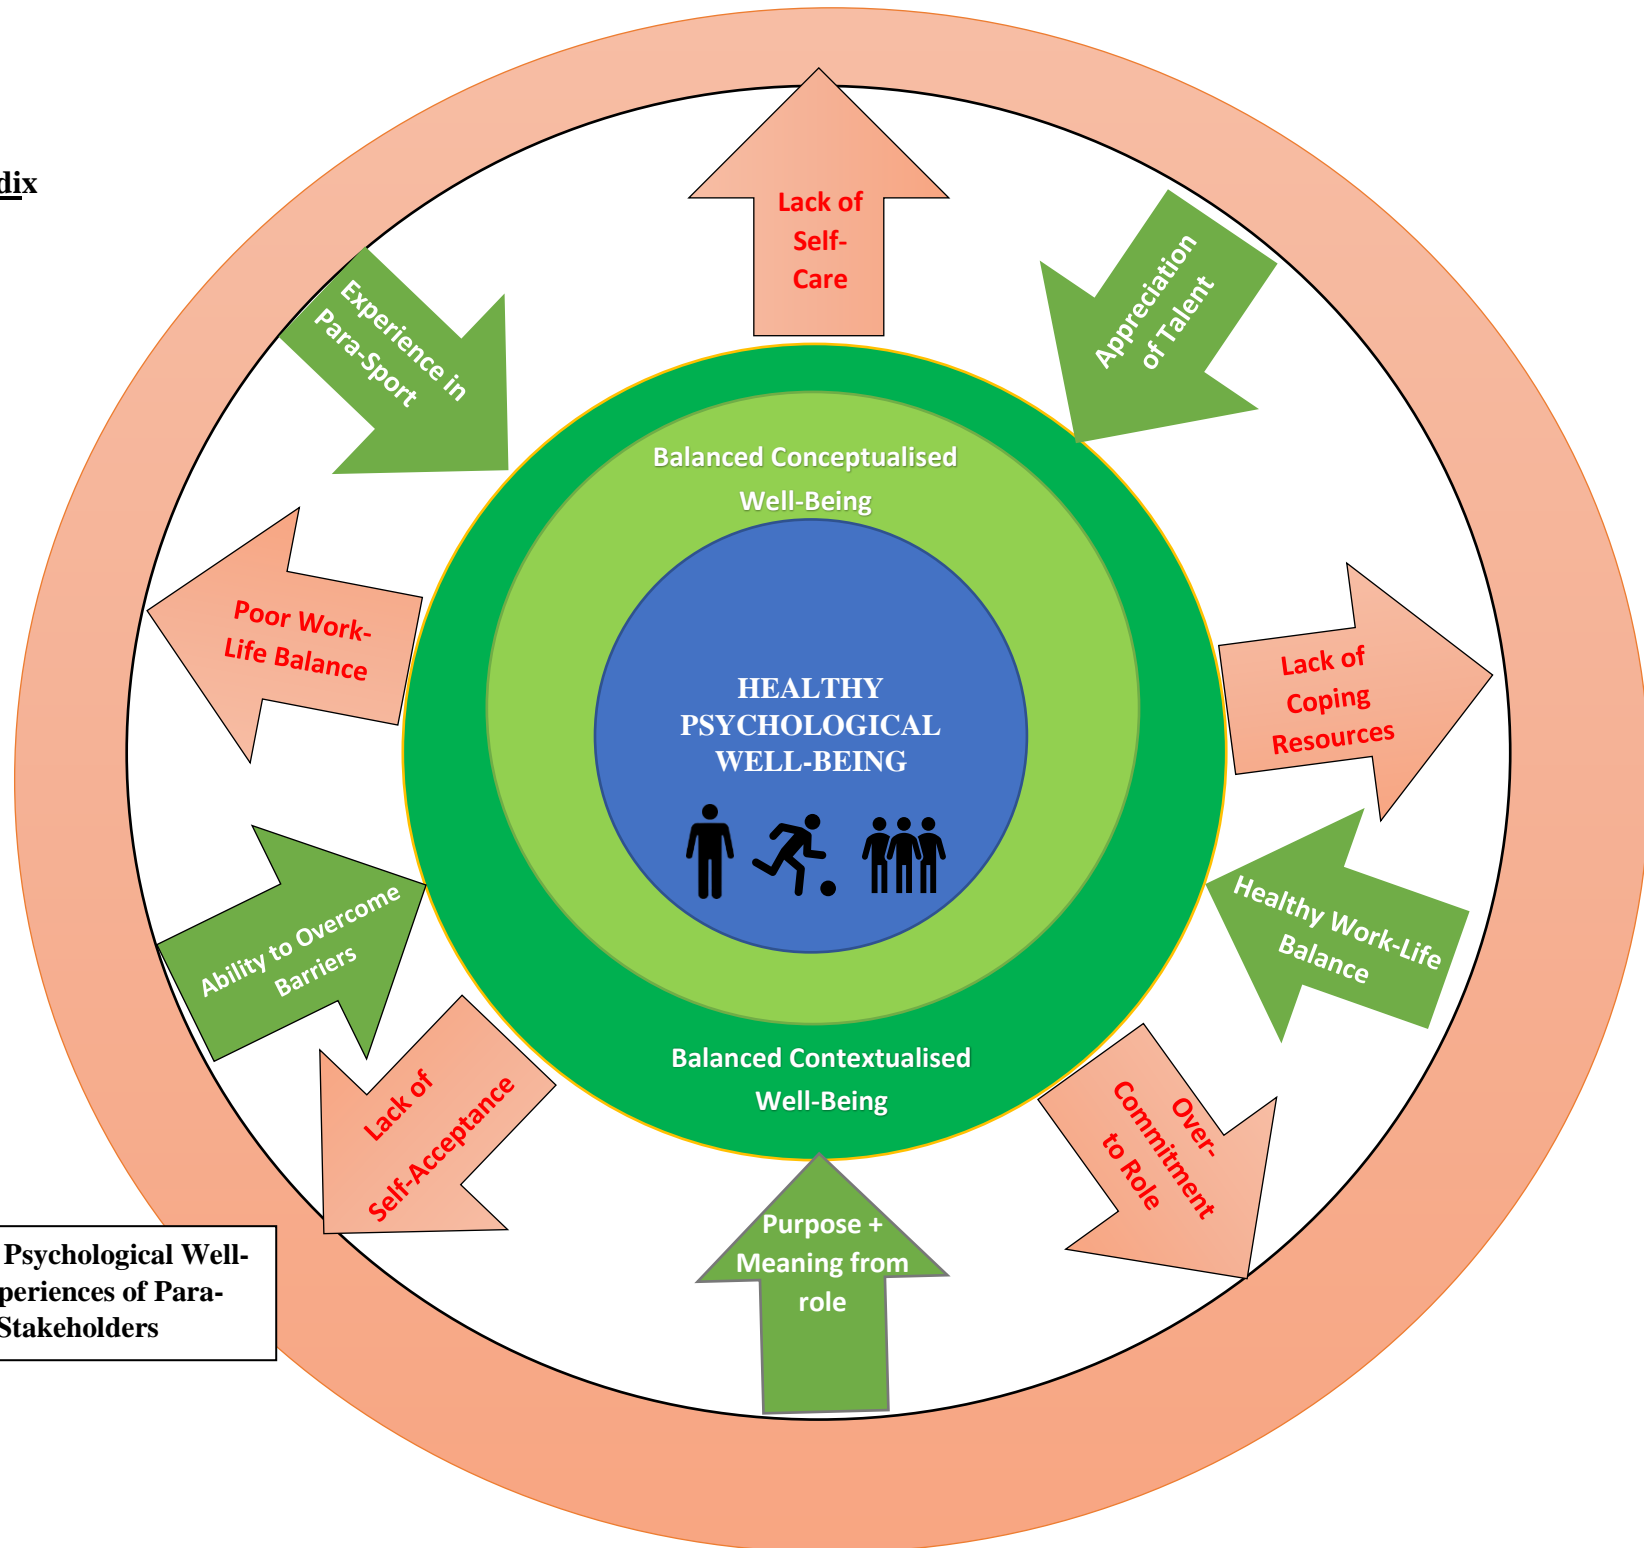 dix
Lack of
Self-
Care
Appreciation
of Talent
Experience in
Para-Sport
Balanced Conceptualised
Well-Being
Poor Work-
Life Balance
HEALTHY
PSYCHOLOGICAL
WELL-BEING
Lack of
Coping
Resources
Ability to Overcome
Barriers
Healthy Work-Life
Balance
Lack of
Self-Acceptance
Balanced Contextualised
Well-Being
Over-
Commitment
to Role
Purpose +
Meaning from
role
Psychological Well-
periences of Para-
Stakeholders